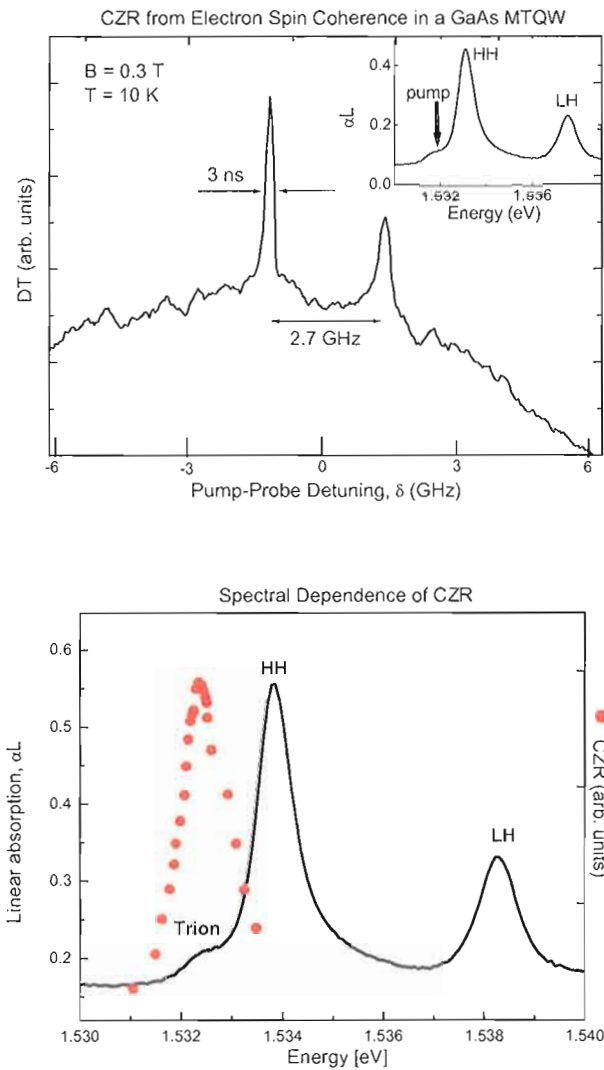 CZR from Electron Spin Coherence in a GaAs MTQW
B = 0.3 T
T = 10 K
DT (arb. units)
3 ns
2.7 GHz
-6
-3
0
3
6
Pump-Probe Detuning, δ (GHz)
αL
0.4
0.2
0.0
HH
pump
LH
1.532
1.536
Energy (eV)
Spectral Dependence of CZR
Linear absorption, αL
0.6
0.5
0.4
0.3
0.2
HH
Trion
LH
CZR (arb. units)
1.530
1.532
1.534
1.536
1.538
1.540
Energy [eV]